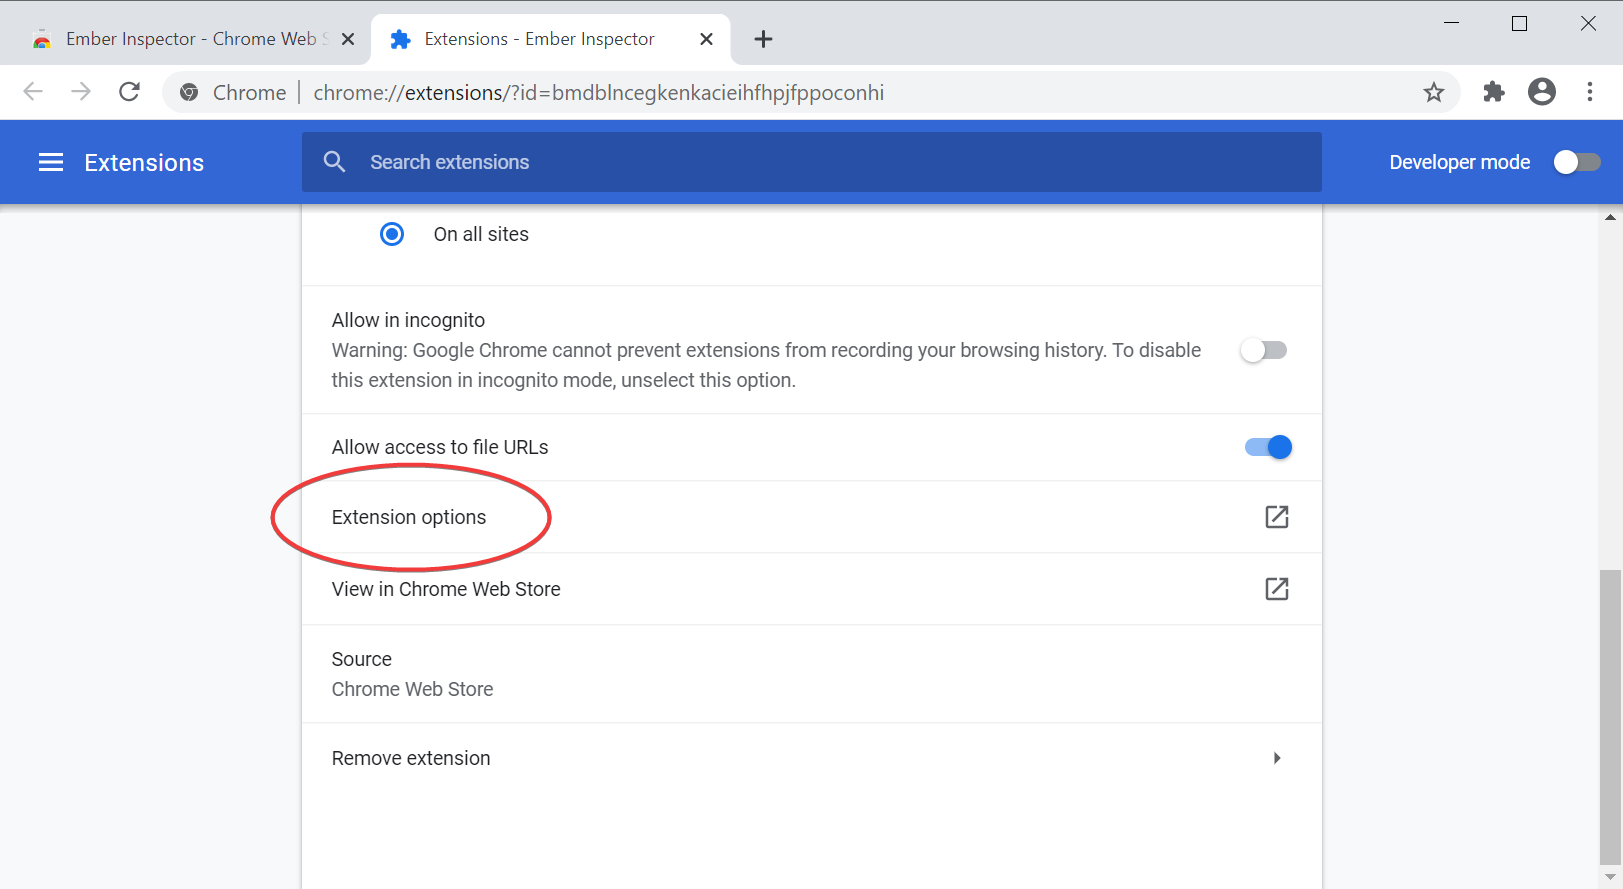 Ember Inspector - Chrome Web S
Extensions - Ember Inspector
Chrome
chrome://extensions/?id=bmdblncegkenkacieihfhpjfppoconhi
Extensions
Search extensions
Developer mode
On all sites
Allow in incognito
Warning: Google Chrome cannot prevent extensions from recording your browsing history. To disable
this extension in incognito mode, unselect this option.
Allow access to file URLs
Extension options
View in Chrome Web Store
Source
Chrome Web Store
Remove extension